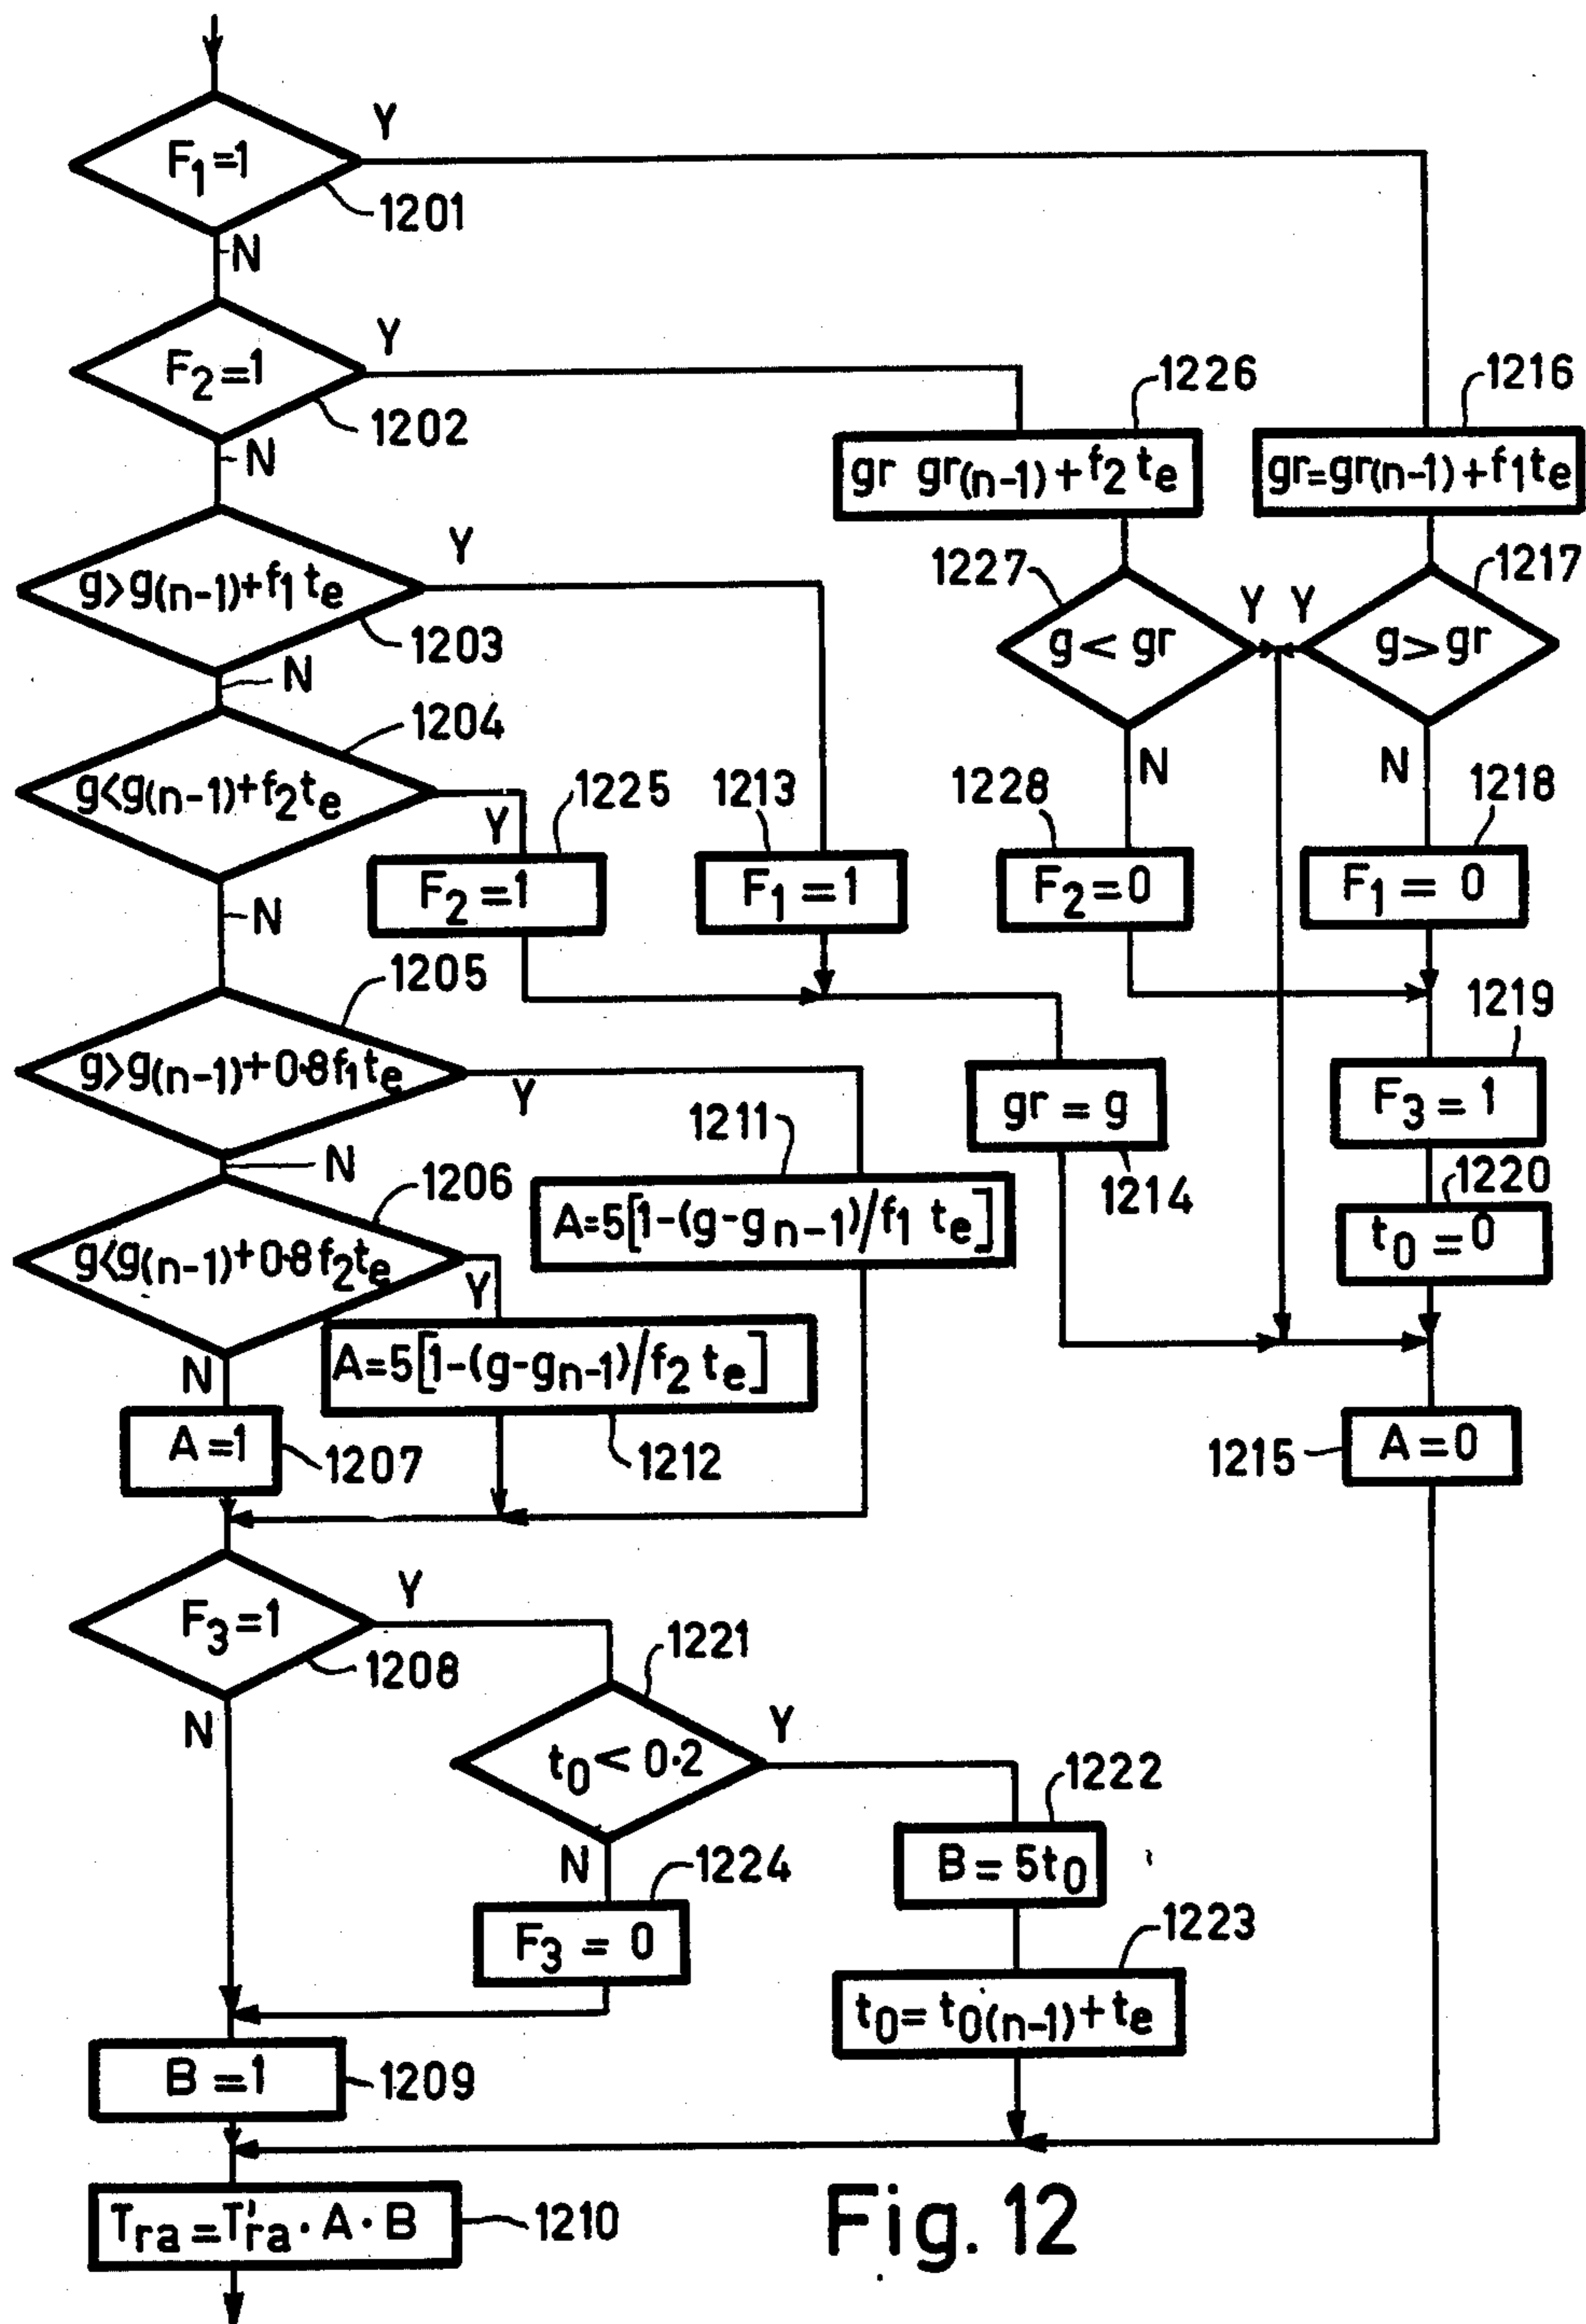 F₁=1
Y
1201
N
F₂=1
Y
1202
N
1226
1216
gr gr(n-1)+f₂te
gr=gr(n-1)+f₁te
g>g(n-1)+f₁te
Y
1203
N
1227
1217
g<gr
Y
Y
g>gr
N
N
1204
g<g(n-1)+f₂te
Y
N
1225
1213
1228
1218
F₂=1
F₁=1
F₂=0
F₁=0
1205
g>g(n-1)+0·8f₁te
Y
N
1219
gr=g
F₃=1
1211
1214
1220
A=5[1-(g-gn-1)/f₁ te]
t₀=0
1206
g<g(n-1)+0·8f₂te
Y
N
A=5[1-(g-gn-1)/f₂ te]
A=1
1207
1212
1215
A=0
F₃=1
Y
1208
N
1221
t₀<0·2
Y
N
1222
B=5t₀
1224
F₃=0
1223
t₀=t₀(n-1)+te
B=1
1209
Tra=T'ra·A·B
1210
Fig. 12